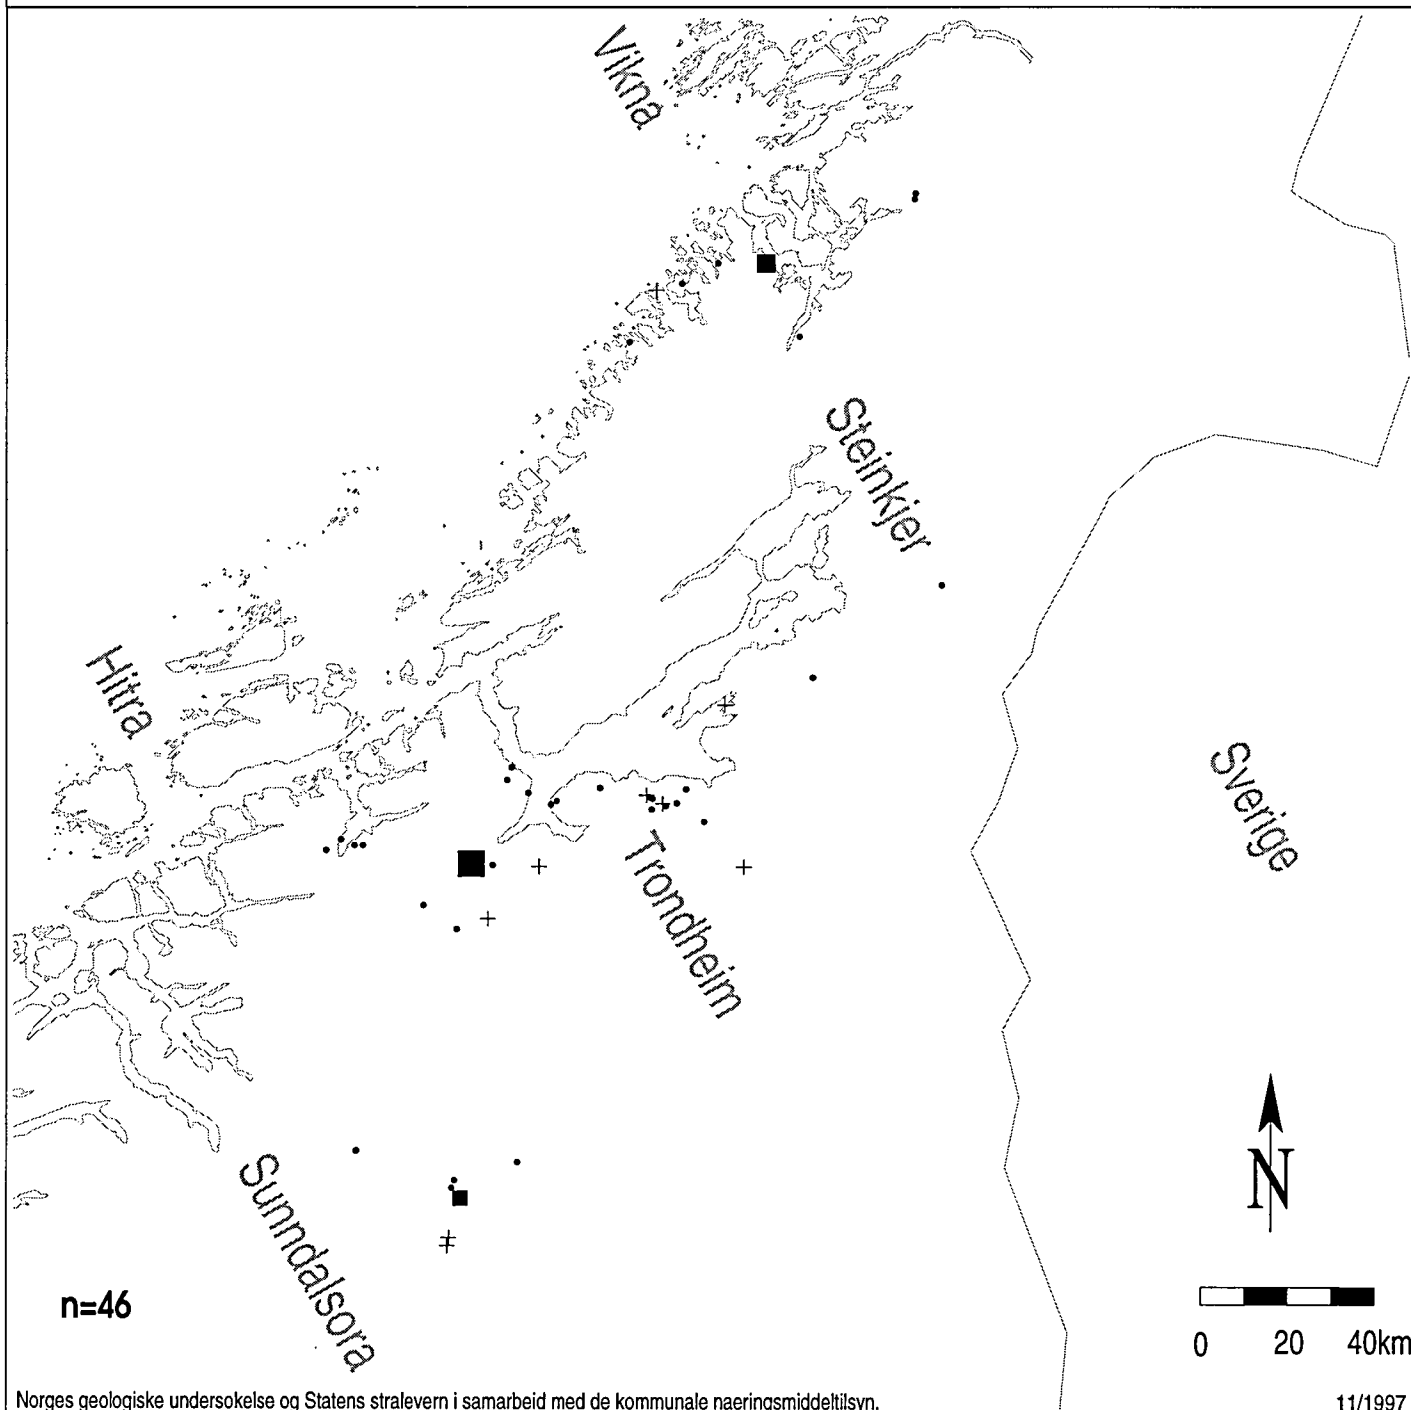 Vikna
Steinkjer
Hitra
Sverige
Trondheim
N
Sunndalsora
n=46
0 20 40km
Norges geologiske undersokelse og Statens stralevern i samarbeid med de kommunale naeringsmiddeltilsyn.
11/1997